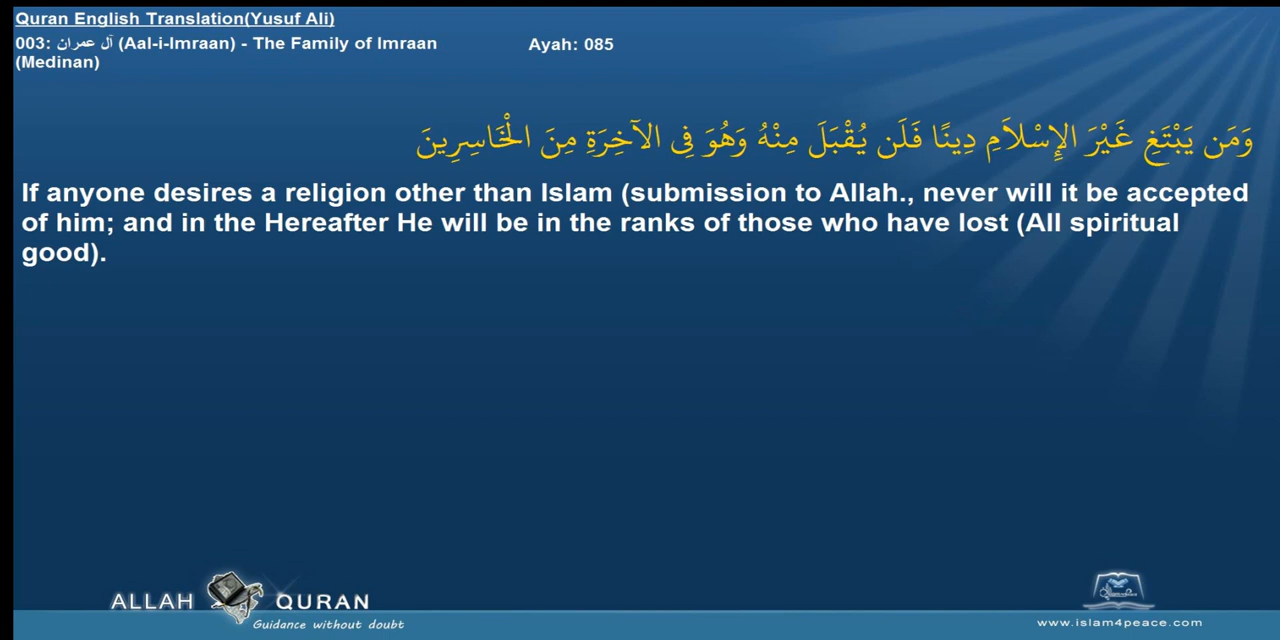 Quran English Translation(Yusuf Ali)
003: آل عمران (Aal-i-Imraan) - The Family of Imraan (Medinan)
Ayah: 085
وَمَن يَبْتَغِ غَيْرَ الإِسْلاَمِ دِينًا فَلَن يُقْبَلَ مِنْهُ وَهُوَ فِي الآخِرَةِ مِنَ الْخَاسِرِينَ
If anyone desires a religion other than Islam (submission to Allah., never will it be accepted
of him; and in the Hereafter He will be in the ranks of those who have lost (All spiritual
good).
ALLAH QURAN
Guidance without doubt
www.islam4peace.com